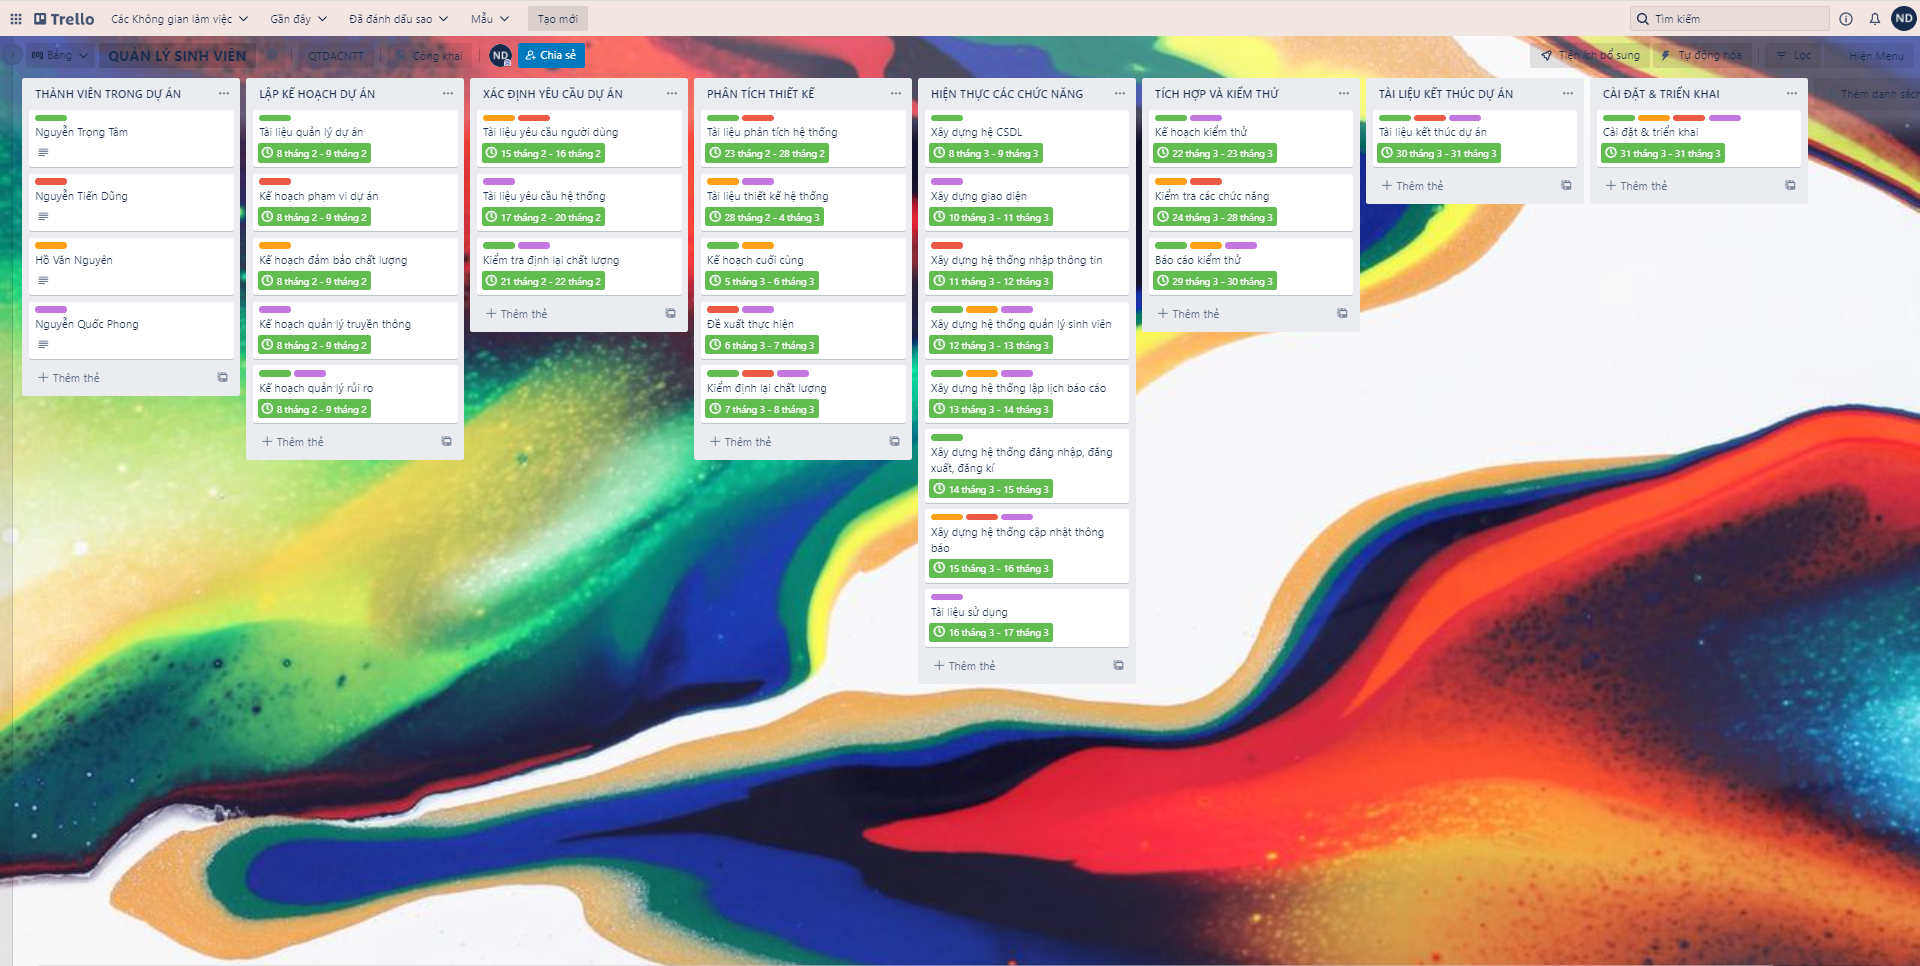 Trello
Các Không gian làm việc
Gần đây
Đã đánh dấu sao
Mẫu
Tạo mới
Tìm kiếm
ND
Bảng
QUẢN LÝ SINH VIÊN
QTDACNTT
Công khai
ND
Chia sẻ
Tiện ích bổ sung
Tự động hóa
Lọc
Hiện Menu
THÀNH VIÊN TRONG DỰ ÁN
Nguyễn Trọng Tâm
Nguyễn Tiến Dũng
Hồ Văn Nguyên
Nguyễn Quốc Phong
Thêm thẻ
LẬP KẾ HOẠCH DỰ ÁN
Tài liệu quản lý dự án
8 tháng 2 - 9 tháng 2
Kế hoạch phạm vi dự án
8 tháng 2 - 9 tháng 2
Kế hoạch đảm bảo chất lượng
8 tháng 2 - 9 tháng 2
Kế hoạch quản lý truyền thông
8 tháng 2 - 9 tháng 2
Kế hoạch quản lý rủi ro
8 tháng 2 - 9 tháng 2
Thêm thẻ
XÁC ĐỊNH YÊU CẦU DỰ ÁN
Tài liệu yêu cầu người dùng
15 tháng 2 - 16 tháng 2
Tài liệu yêu cầu hệ thống
17 tháng 2 - 20 tháng 2
Kiểm tra định lại chất lượng
21 tháng 2 - 22 tháng 2
Thêm thẻ
PHÂN TÍCH THIẾT KẾ
Tài liệu phân tích hệ thống
23 tháng 2 - 28 tháng 2
Tài liệu thiết kế hệ thống
28 tháng 2 - 4 tháng 3
Kế hoạch cuối cùng
5 tháng 3 - 6 tháng 3
Đề xuất thực hiện
6 tháng 3 - 7 tháng 3
Kiểm định lại chất lượng
7 tháng 3 - 8 tháng 3
Thêm thẻ
HIỆN THỰC CÁC CHỨC NĂNG
Xây dựng hệ CSDL
8 tháng 3 - 9 tháng 3
Xây dựng giao diện
10 tháng 3 - 11 tháng 3
Xây dựng hệ thống nhập thông tin
11 tháng 3 - 12 tháng 3
Xây dựng hệ thống quản lý sinh viên
12 tháng 3 - 13 tháng 3
Xây dựng hệ thống lập lịch báo cáo
13 tháng 3 - 14 tháng 3
Xây dựng hệ thống đăng nhập, đăng
xuất, đăng kí
14 tháng 3 - 15 tháng 3
Xây dựng hệ thống cập nhật thông
báo
15 tháng 3 - 16 tháng 3
Tài liệu sử dụng
16 tháng 3 - 17 tháng 3
Thêm thẻ
TÍCH HỢP VÀ KIỂM THỬ
Kế hoạch kiểm thử
22 tháng 3 - 23 tháng 3
Kiểm tra các chức năng
24 tháng 3 - 28 tháng 3
Báo cáo kiểm thử
29 tháng 3 - 30 tháng 3
Thêm thẻ
TÀI LIỆU KẾT THÚC DỰ ÁN
Tài liệu kết thúc dự án
30 tháng 3 - 31 tháng 3
Thêm thẻ
CÀI ĐẶT & TRIỂN KHAI
Cài đặt & triển khai
31 tháng 3 - 31 tháng 3
Thêm thẻ
Thêm danh sách